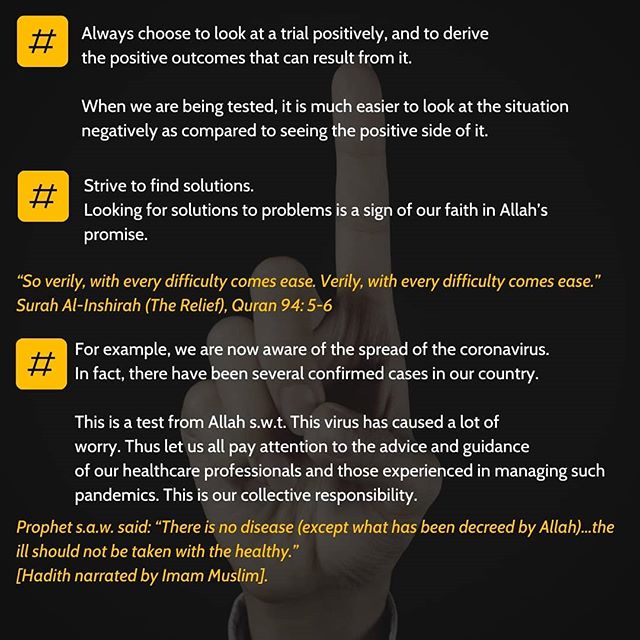 # Always choose to look at a trial positively, and to derive
the positive outcomes that can result from it.
When we are being tested, it is much easier to look at the situation
negatively as compared to seeing the positive side of it.
# Strive to find solutions.
Looking for solutions to problems is a sign of our faith in Allah's
promise.
“So verily, with every difficulty comes ease. Verily, with every difficulty comes ease.”
Surah Al-Inshirah (The Relief), Quran 94: 5-6
# For example, we are now aware of the spread of the coronavirus.
In fact, there have been several confirmed cases in our country.
This is a test from Allah s.w.t. This virus has caused a lot of
worry. Thus let us all pay attention to the advice and guidance
of our healthcare professionals and those experienced in managing such
pandemics. This is our collective responsibility.
Prophet s.a.w. said: “There is no disease (except what has been decreed by Allah)...the
ill should not be taken with the healthy.”
[Hadith narrated by Imam Muslim].